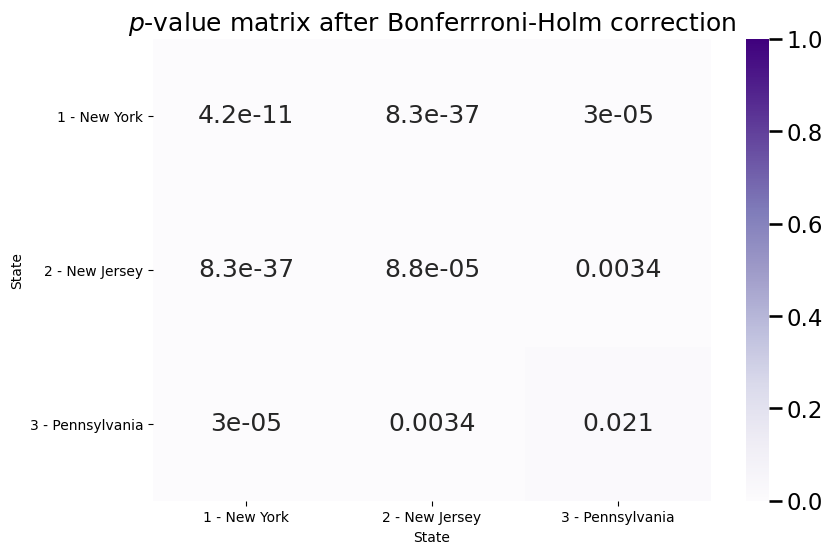 p-value matrix after Bonferrroni-Holm correction
1 - New York 4.2e-11 8.3e-37 3e-05
2 - New Jersey 8.3e-37 8.8e-05 0.0034
3 - Pennsylvania 3e-05 0.0034 0.021
State
1 - New York 2 - New Jersey 3 - Pennsylvania
State
1.0
0.8
0.6
0.4
0.2
0.0